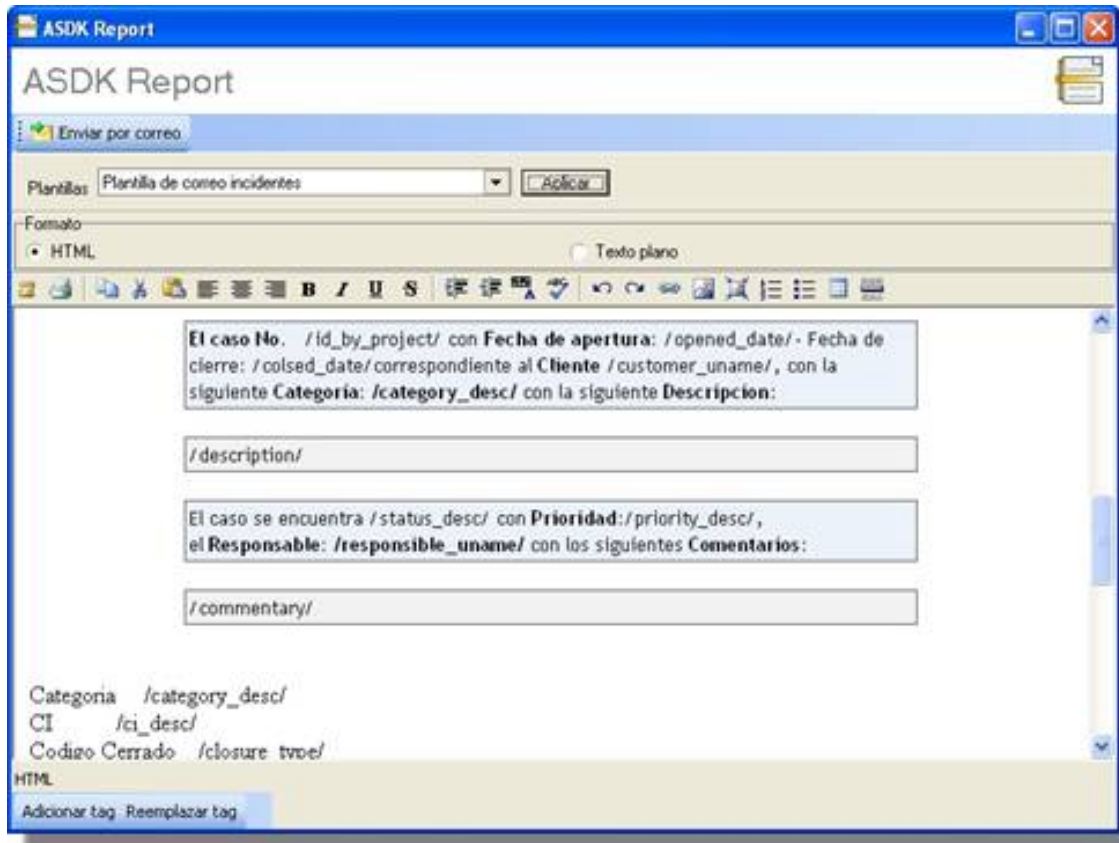 ASDK Report
ASDK Report
Enviar por correo
Plantillas Plantilla de correo incidentes Aplicar
Formato
HTML Texto plano
B I U S
El caso No. /id_by_project/ con Fecha de apertura: /opened_date/- Fecha de
cierre: /colsed_date/correspondiente al Cliente /customer_uname/, con la
siguiente Categoría: /category_desc/ con la siguiente Descripcion:
/description/
El caso se encuentra /status_desc/ con Prioridad:/priority_desc/,
el Responsable: /responsible_uname/ con los siguientes Comentarios:
/commentary/
Categoria /category_desc/
CI /ci_desc/
Codigo Cerrado /closure_type/
HTML
Adicionar tag Reemplazar tag